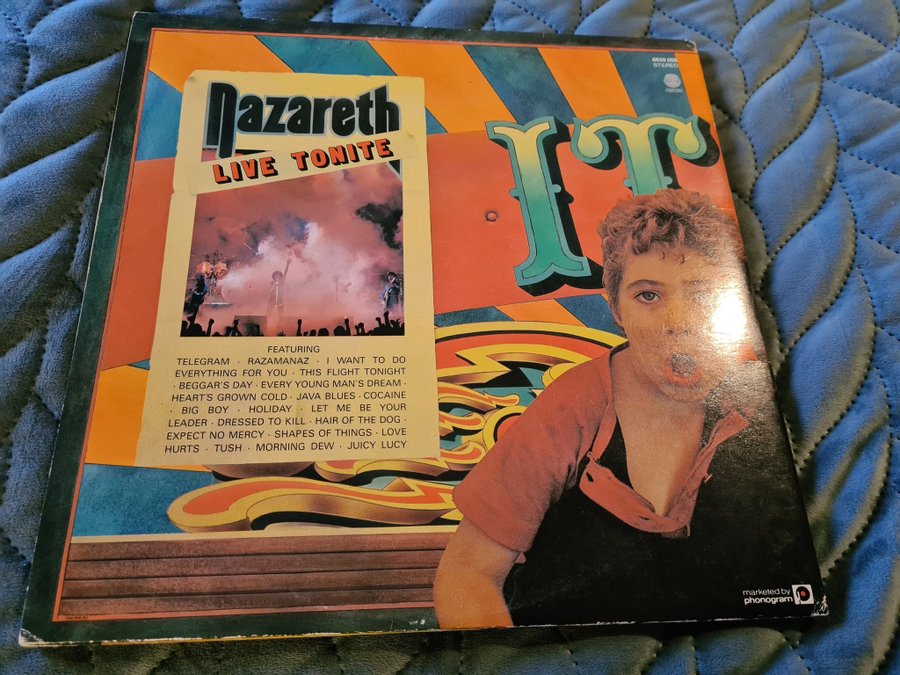 nazareth
LIVE TONITE
FEATURING
TELEGRAM · RAZAMANAZ · I WANT TO DO
EVERYTHING FOR YOU · THIS FLIGHT TONIGHT
· BEGGAR'S DAY · EVERY YOUNG MAN'S DREAM ·
HEART'S GROWN COLD · JAVA BLUES · COCAINE
· BIG BOY · HOLIDAY · LET ME BE YOUR
LEADER · DRESSED TO KILL · HAIR OF THE DOG ·
EXPECT NO MERCY · SHAPES OF THINGS · LOVE
HURTS · TUSH · MORNING DEW · JUICY LUCY
STEREO
IT
marketed by
phonogram